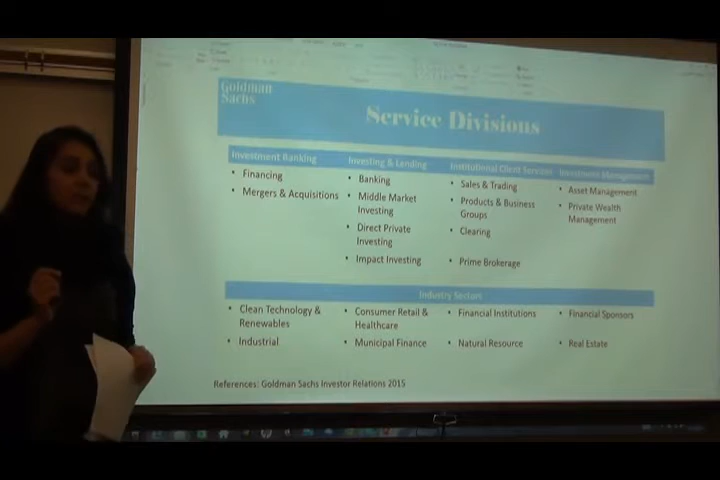 Goldman
Sachs
Service Divisions
Investment Banking
• Financing
• Mergers & Acquisitions
Investing & Lending
• Banking
• Middle Market
Investing
• Direct Private
Investing
• Impact Investing
Institutional Client Services
• Sales & Trading
• Products & Business
Groups
• Clearing
• Prime Brokerage
Investment Management
• Asset Management
• Private Wealth
Management
Industry Sectors
• Clean Technology &
Renewables
• Industrial
• Consumer Retail &
Healthcare
• Municipal Finance
• Financial Institutions
• Natural Resource
• Financial Sponsors
• Real Estate
References: Goldman Sachs Investor Relations 2015